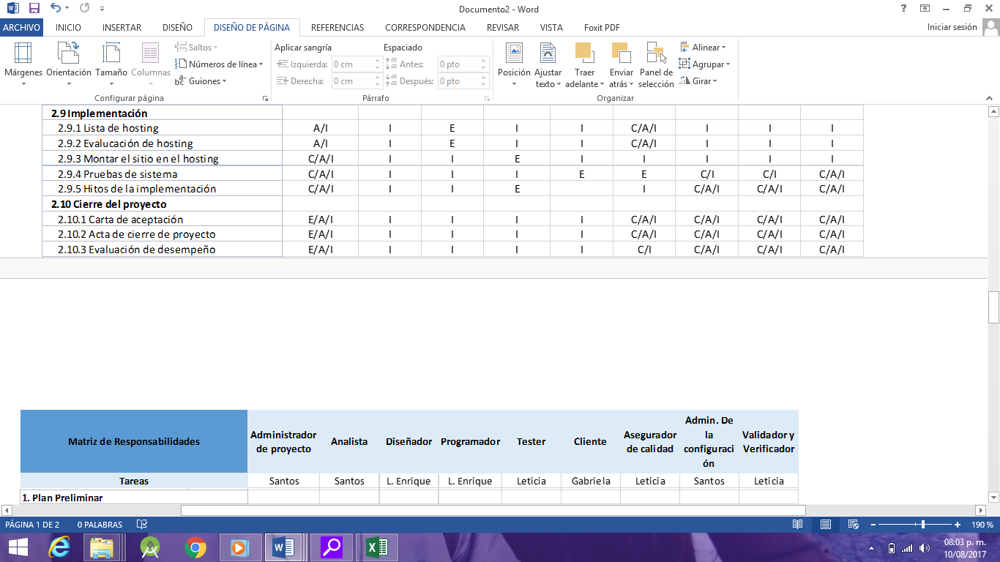 Documento2 - Word
?
ARCHIVO INICIO INSERTAR DISEÑO DISEÑO DE PÁGINA REFERENCIAS CORRESPONDENCIA REVISAR VISTA Foxit PDF Iniciar sesión
Márgenes Orientación Tamaño Columnas
Saltos
Números de línea
Guiones
Configurar página
Aplicar sangría Espaciado
Izquierda: 0 cm Antes: 0 pto
Derecha: 0 cm Después: 0 pto
Párrafo
Posición Ajustar texto Traer adelante Enviar atrás Panel de selección
Alinear
Agrupar
Girar
Organizar
2.9 Implementación
2.9.1 Lista de hosting A/I I E I I C/A/I I I I
2.9.2 Evalucación de hosting A/I I E I I C/A/I I I I
2.9.3 Montar el sitio en el hosting C/A/I I I E I I I I I
2.9.4 Pruebas de sistema C/A/I I I I E E C/I C/I C/A/I
2.9.5 Hitos de la implementación C/A/I I I E I C/A/I C/A/I C/A/I
2.10 Cierre del proyecto
2.10.1 Carta de aceptación E/A/I I I I I C/A/I C/A/I C/A/I C/A/I
2.10.2 Acta de cierre de proyecto E/A/I I I I I C/A/I C/A/I C/A/I C/A/I
2.10.3 Evaluación de desempeño E/A/I I I I I C/I C/A/I C/A/I C/A/I
Matriz de Responsabilidades
Administrador
de proyecto
Analista
Diseñador
Programador
Tester
Cliente
Asegurador
de calidad
Admin. De
la
configuraci
ón
Validador y
Verificador
Tareas Santos Santos L. Enrique L. Enrique Leticia Gabriela Leticia Santos Leticia
1. Plan Preliminar
PÁGINA 1 DE 2 0 PALABRAS 190 %
08:03 p. m.
10/08/2017